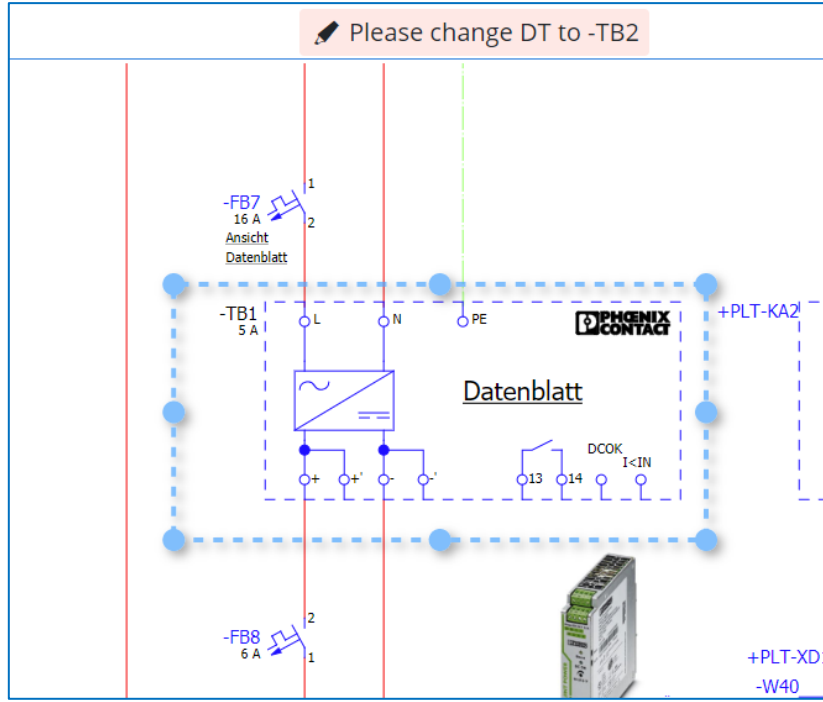 Please change DT to -TB2
1
-FB7
16 A
2
Ansicht
Datenblatt
-TB1
5 A
L
N
PE
PHŒNIX
CONTACT
+PLT-KA2
Datenblatt
DCOK
I<IN
+
+'
-
-'
13
14
2
-FB8
6 A
1
+PLT-XD
-W40